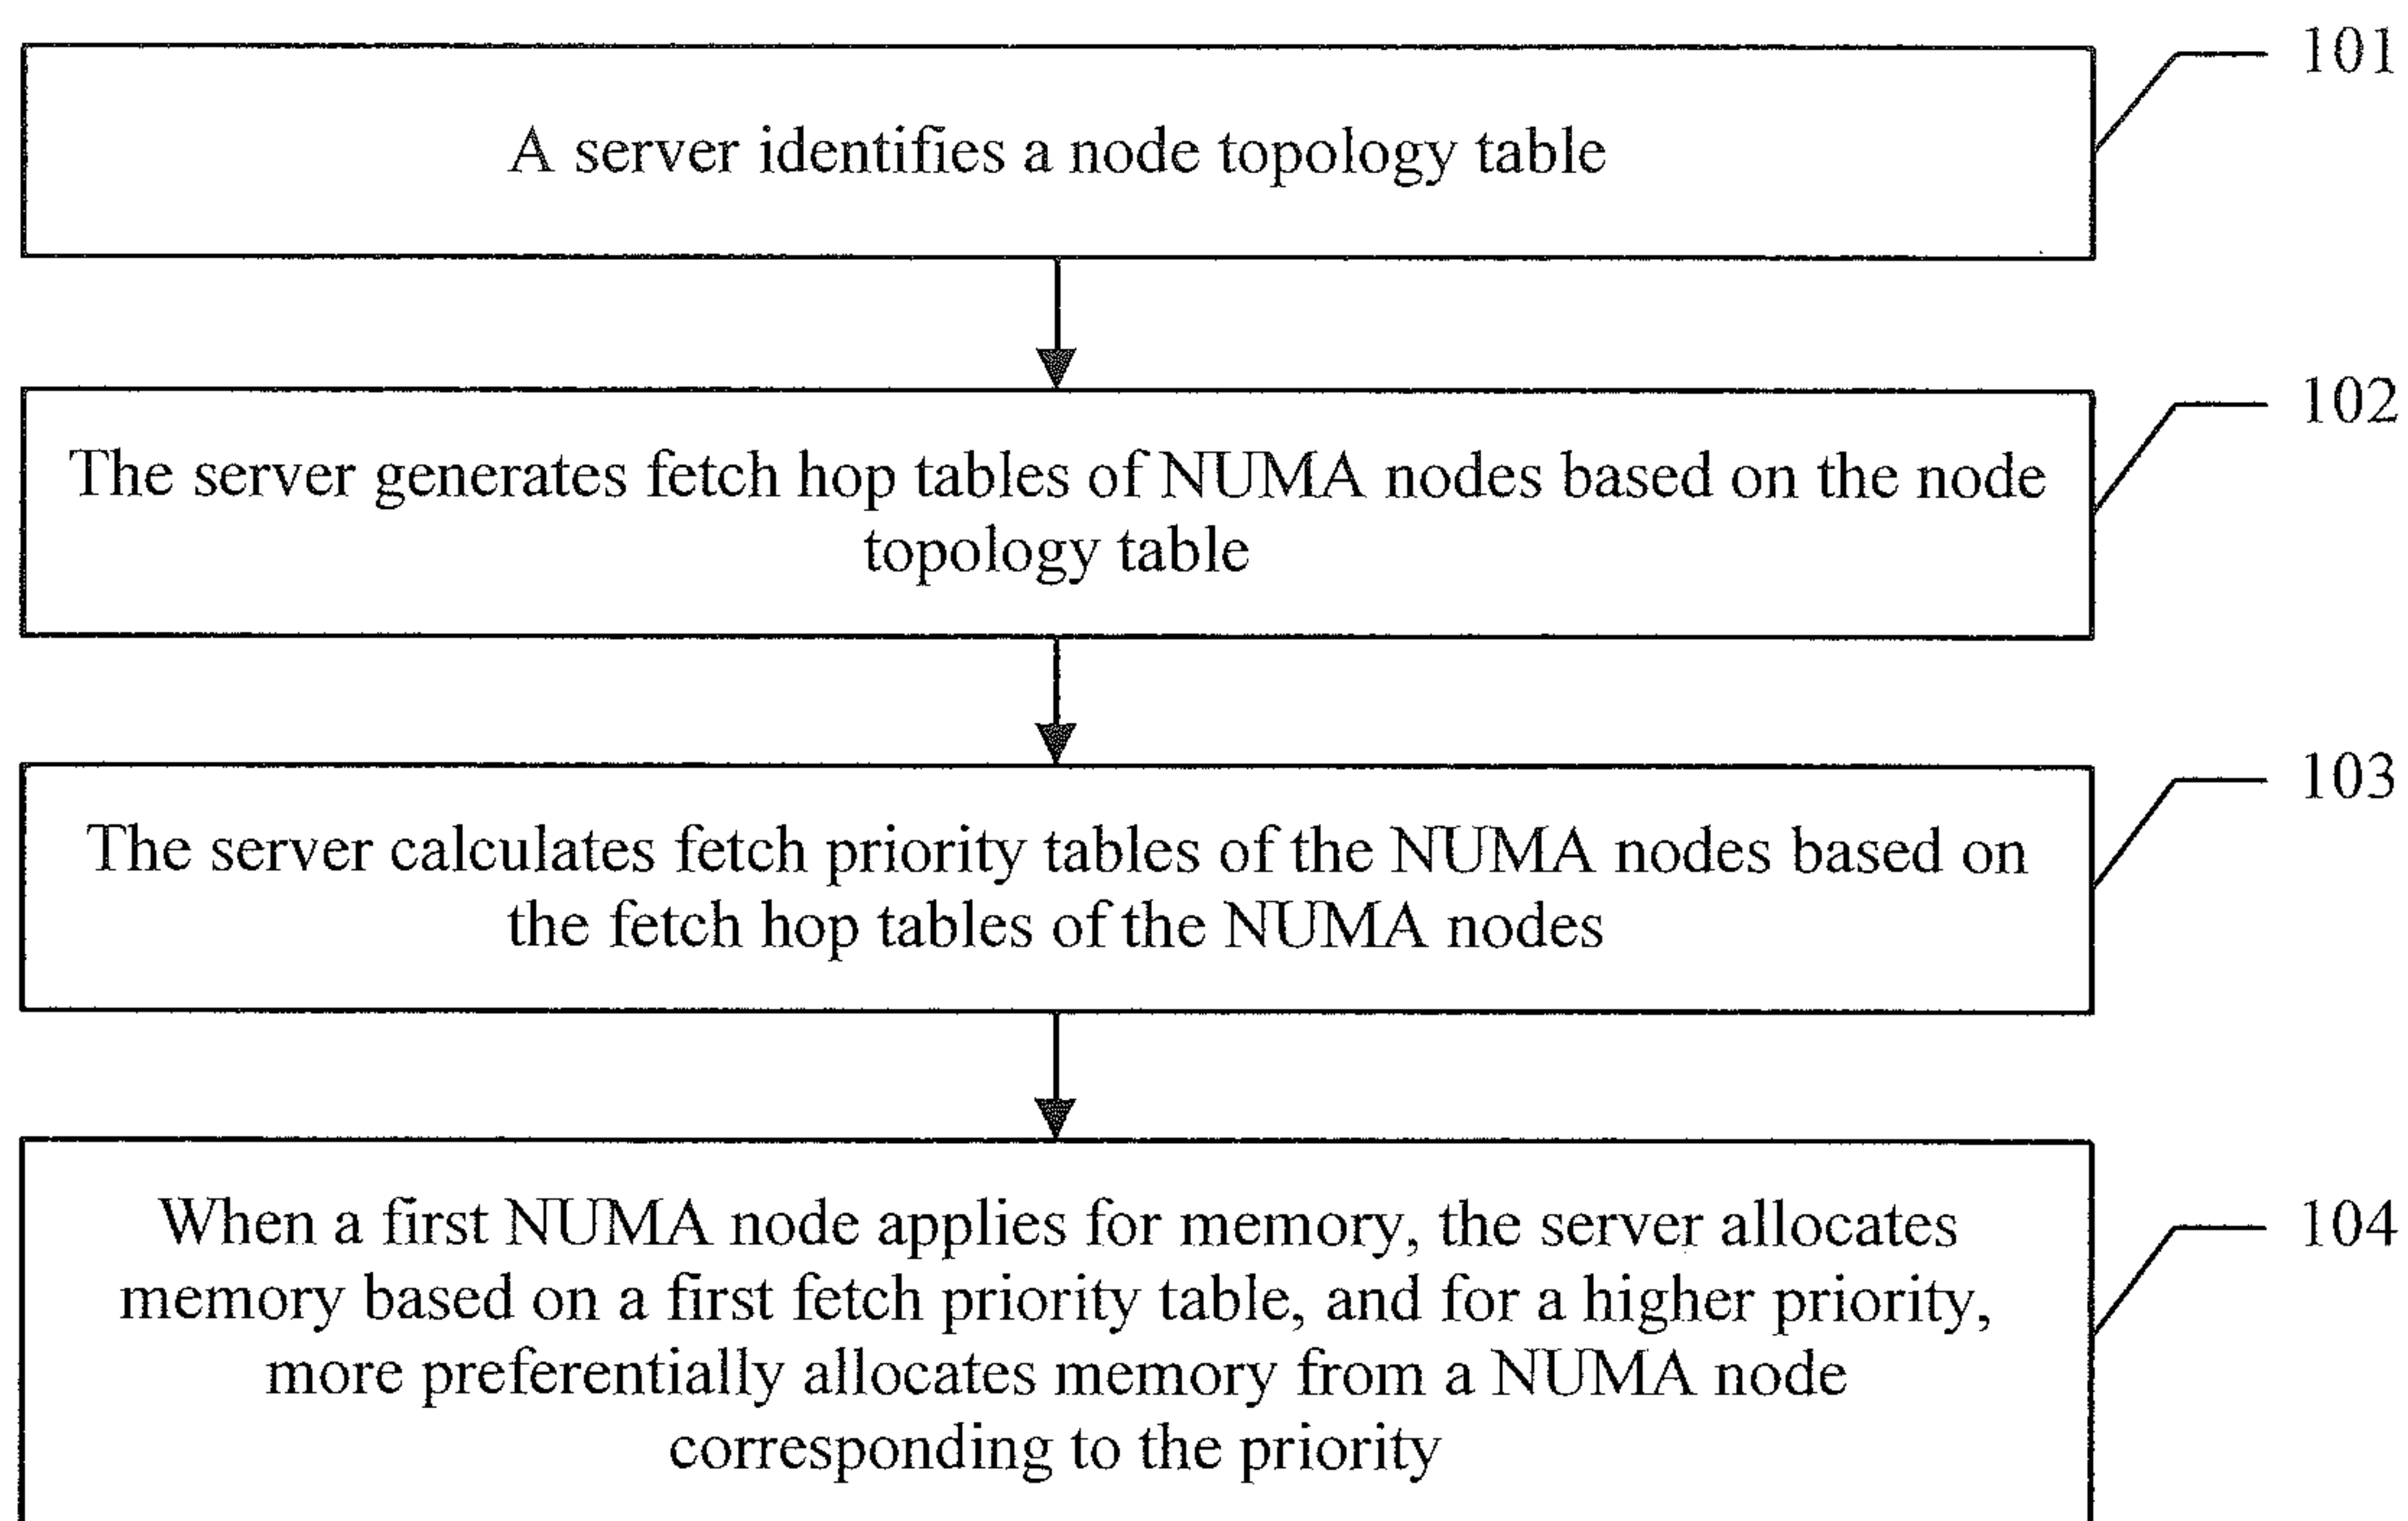 101
A server identifies a node topology table
102
The server generates fetch hop tables of NUMA nodes based on the node
topology table
103
The server calculates fetch priority tables of the NUMA nodes based on
the fetch hop tables of the NUMA nodes
104
When a first NUMA node applies for memory, the server allocates
memory based on a first fetch priority table, and for a higher priority,
more preferentially allocates memory from a NUMA node
corresponding to the priority